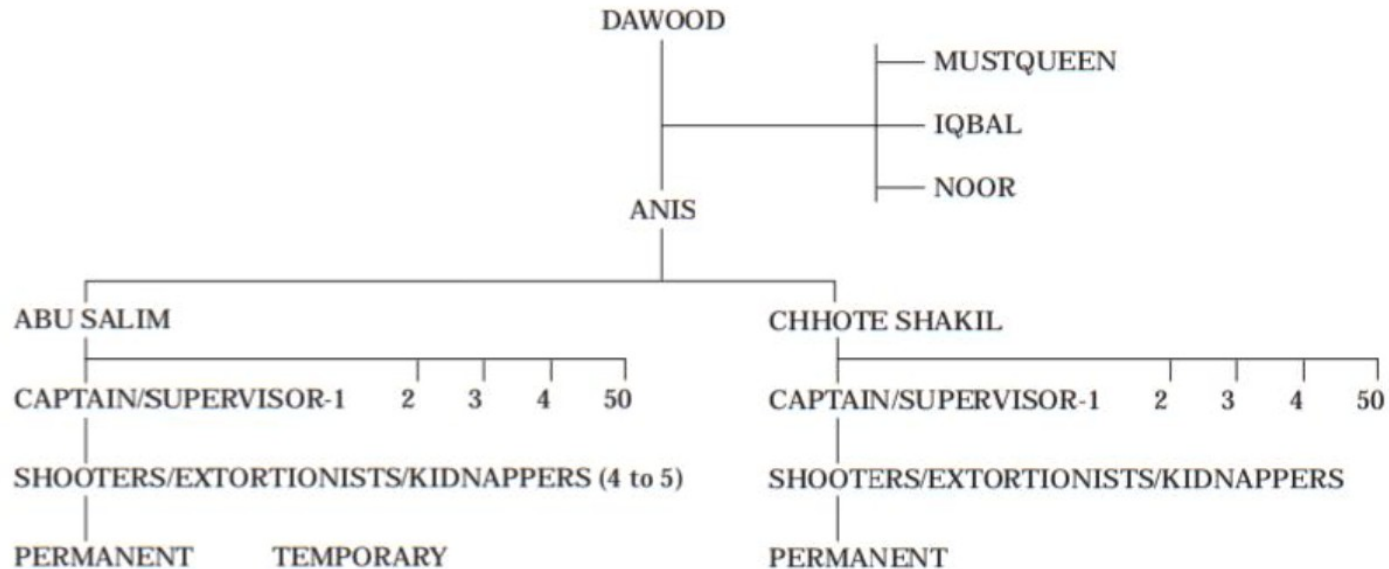 DAWOOD
MUSTQUEEN
IQBAL
NOOR
ANIS
ABU SALIM
CHHOTE SHAKIL
CAPTAIN/SUPERVISOR-1 2 3 4 50
CAPTAIN/SUPERVISOR-1 2 3 4 50
SHOOTERS/EXTORTIONISTS/KIDNAPPERS (4 to 5)
SHOOTERS/EXTORTIONISTS/KIDNAPPERS
PERMANENT TEMPORARY
PERMANENT